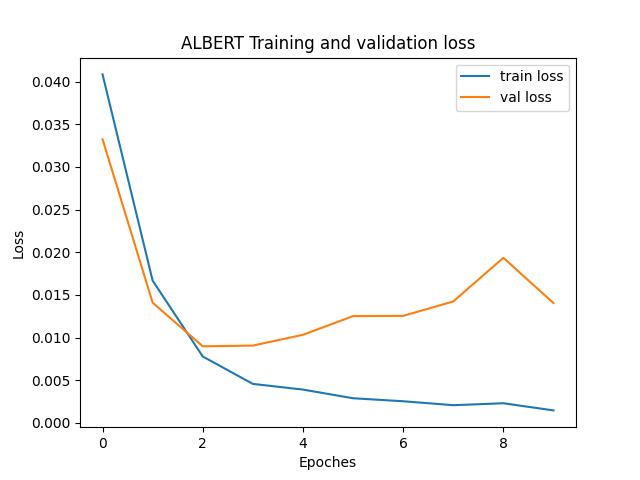 ALBERT Training and validation loss
train loss
val loss
0.040
0.035
0.030
0.025
0.020
0.015
0.010
0.005
0.000
Loss
0 2 4 6 8
Epoches